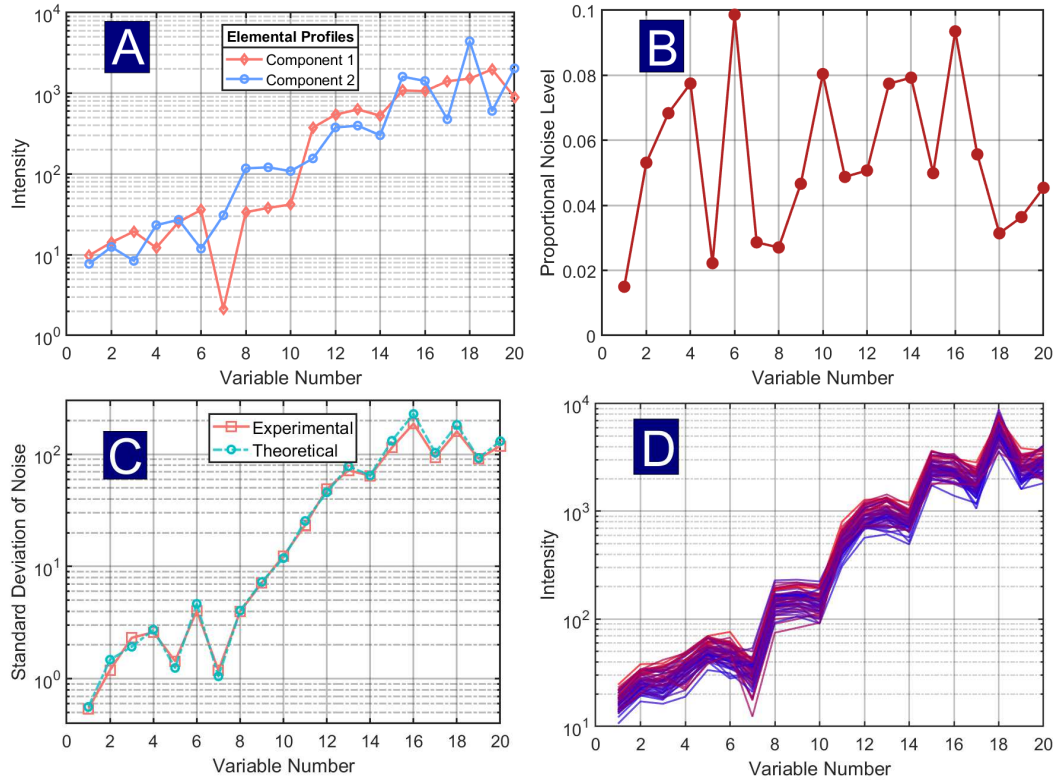 A
Elemental Profiles
Component 1
Component 2
10^4
10^3
10^2
10^1
10^0
Intensity
0 2 4 6 8 10 12 14 16 18 20
Variable Number
B
0.1
0.08
0.06
0.04
0.02
0
Proportional Noise Level
0 2 4 6 8 10 12 14 16 18 20
Variable Number
C
Experimental
Theoretical
10^2
10^1
10^0
Standard Deviation of Noise
0 2 4 6 8 10 12 14 16 18 20
Variable Number
D
10^4
10^3
10^2
10^1
Intensity
0 2 4 6 8 10 12 14 16 18 20
Variable Number